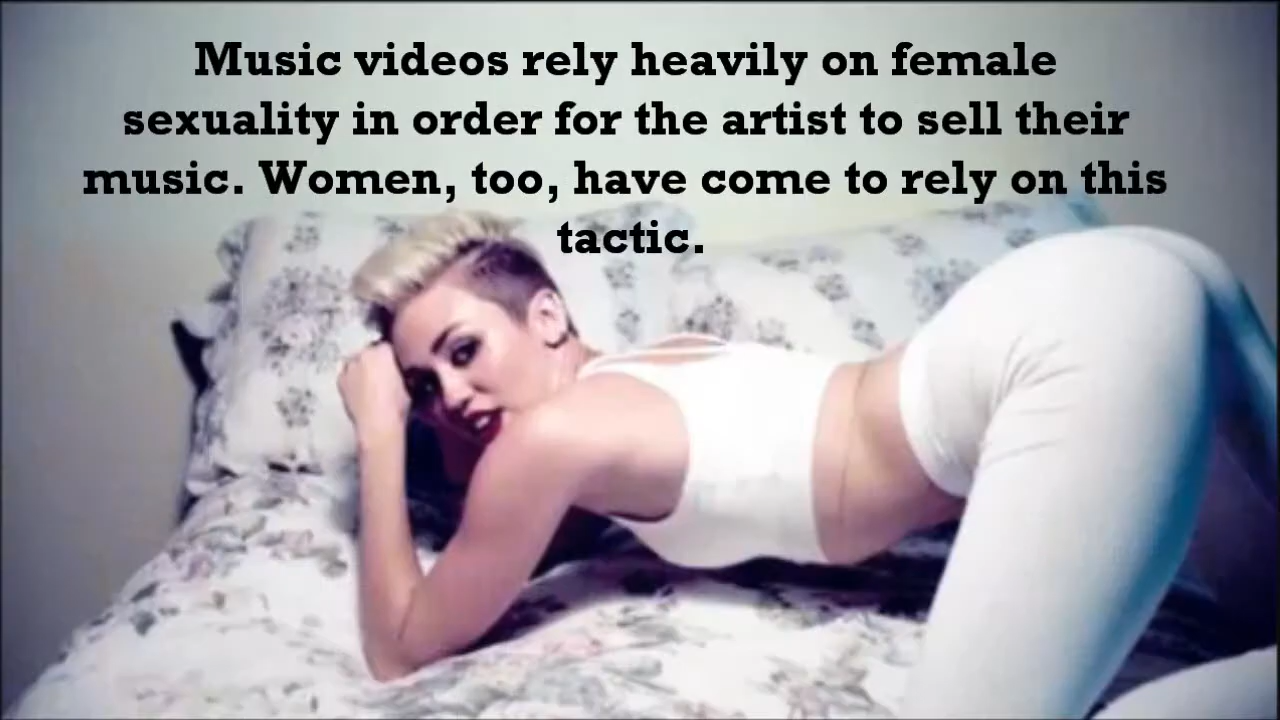 Music videos rely heavily on female
sexuality in order for the artist to sell their
music. Women, too, have come to rely on this
tactic.